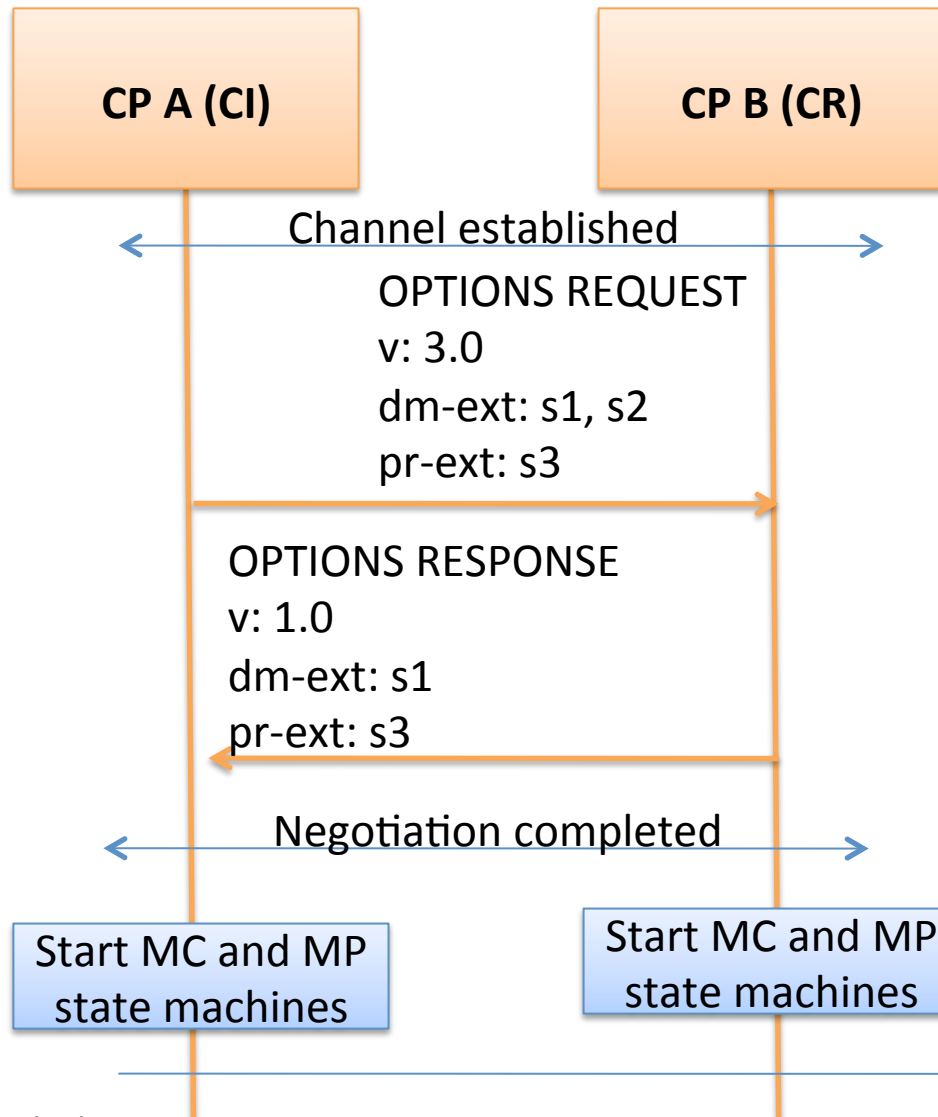 CP A (CI)
CP B (CR)
Channel established
OPTIONS REQUEST
v: 3.0
dm-ext: s1, s2
pr-ext: s3
OPTIONS RESPONSE
v: 1.0
dm-ext: s1
pr-ext: s3
Negotiation completed
Start MC and MP
state machines
Start MC and MP
state machines